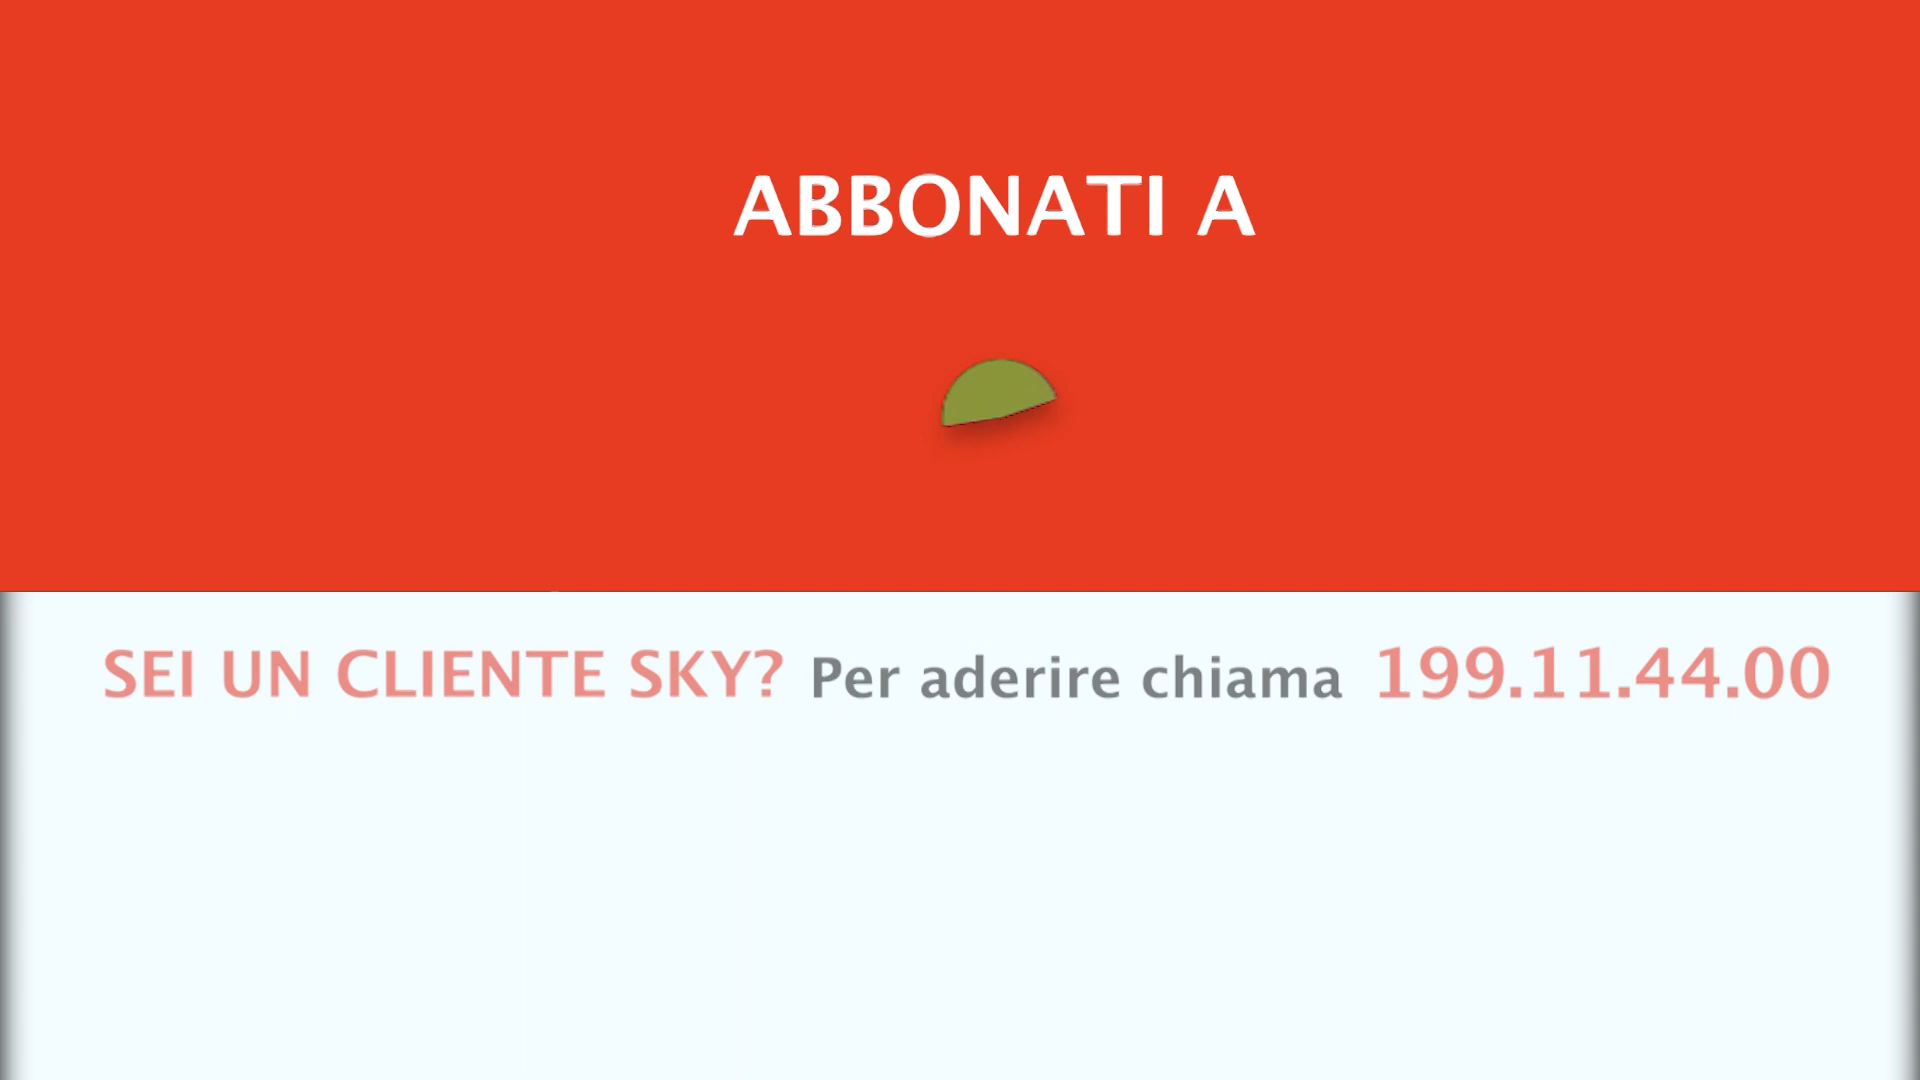 ABBONATI A
SEI UN CLIENTE SKY? Per aderire chiama 199.11.44.00